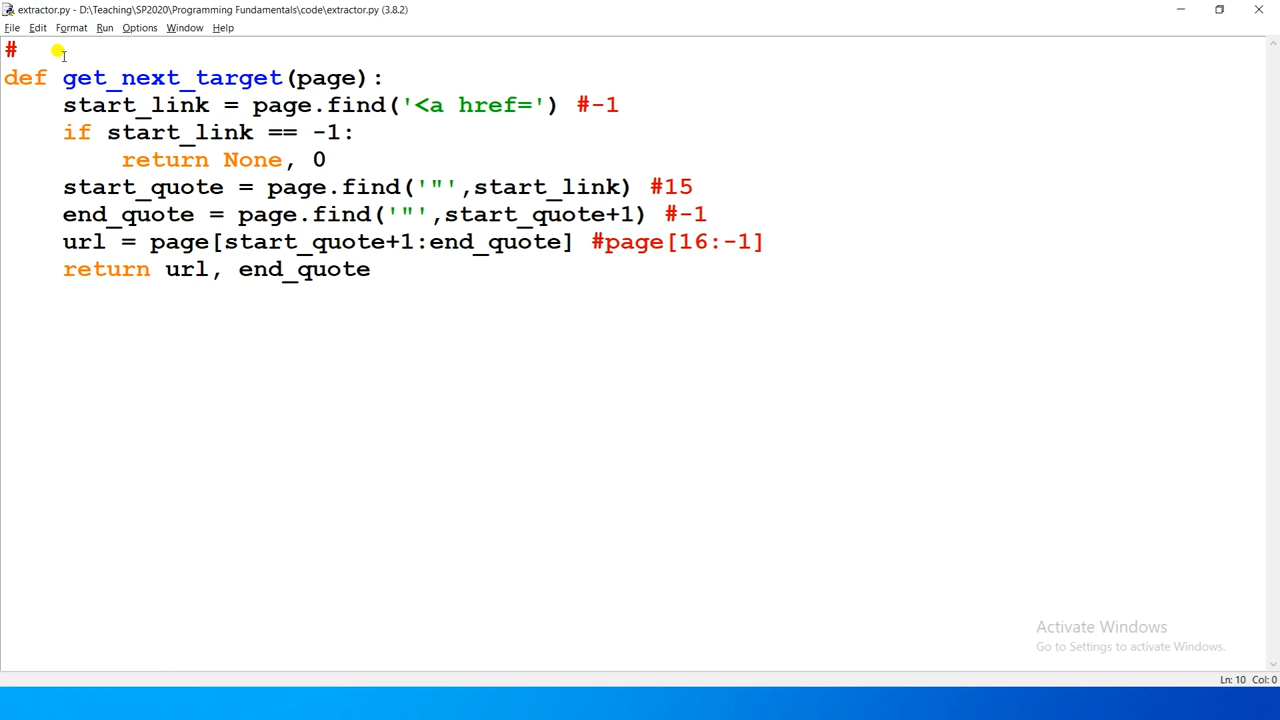 extractor.py - D:\Teaching\SP2020\Programming Fundamentals\code\extractor.py (3.8.2)
File Edit Format Run Options Window Help
#
def get_next_target(page):
    start_link = page.find('<a href=') #-1
    if start_link == -1:
        return None, 0
    start_quote = page.find('"',start_link) #15
    end_quote = page.find('"',start_quote+1) #-1
    url = page[start_quote+1:end_quote] #page[16:-1]
    return url, end_quote
Activate Windows
Go to Settings to activate Windows.
Ln: 10 Col: 0